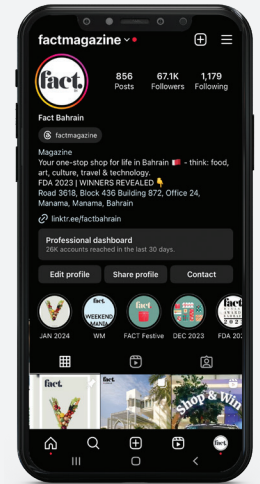 factmagazine
fact.
856
67.1K
1,179
Posts
Followers
Following
Fact Bahrain
factmagazine
Magazine
Your one-stop shop for life in Bahrain 🇧🇭 - think: food,
art, culture, travel & technology.
FDA 2023 | WINNERS REVEALED 👇
Road 3618, Block 436 Building 872, Office 24,
Manama, Manama, Bahrain
linktr.ee/factbahrain
Professional dashboard
26K accounts reached in the last 30 days.
Edit profile
Share profile
Contact
fact.
WEEKEND
MANIA
fact
fact
JAN 2024
WM
FACT Festive
DEC 2023
FDA 202
fact.
fact.
Shop & Win
fact.